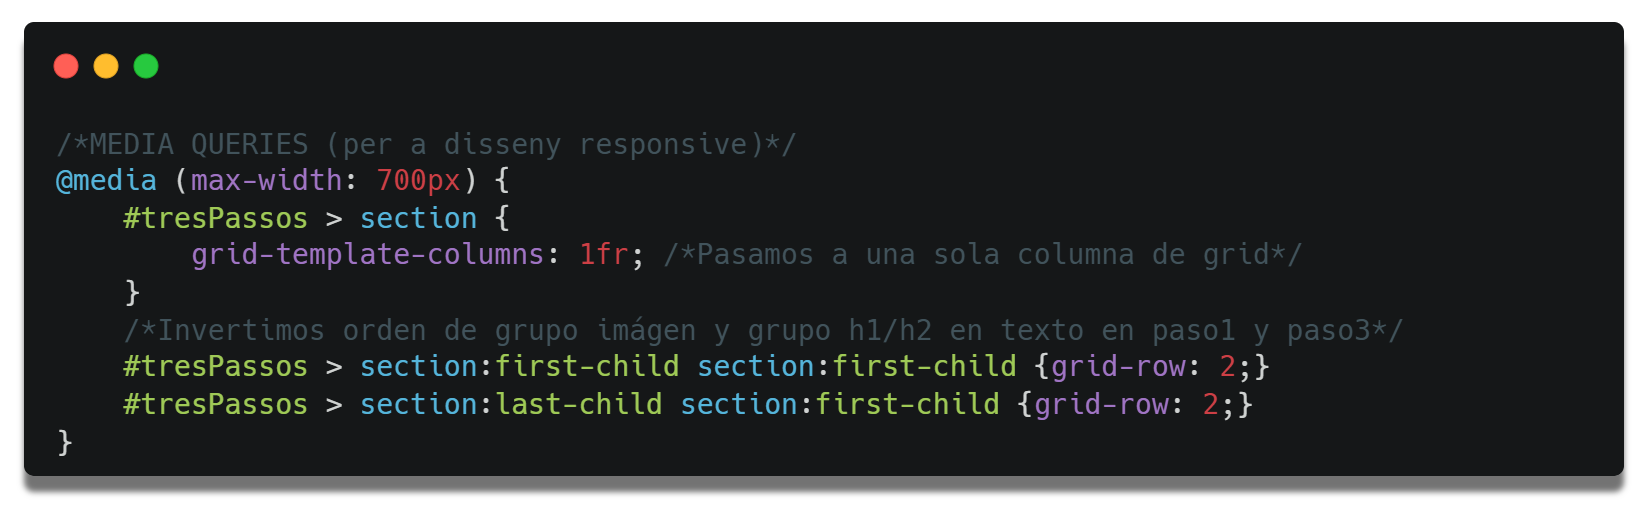 /*MEDIA QUERIES (per a disseny responsive)*/
@media (max-width: 700px) {
    #tresPassos > section {
        grid-template-columns: 1fr; /*Pasamos a una sola columna de grid*/
    }
    /*Invertimos orden de grupo imágen y grupo h1/h2 en texto en paso1 y paso3*/
    #tresPassos > section:first-child section:first-child {grid-row: 2;}
    #tresPassos > section:last-child section:first-child {grid-row: 2;}
}